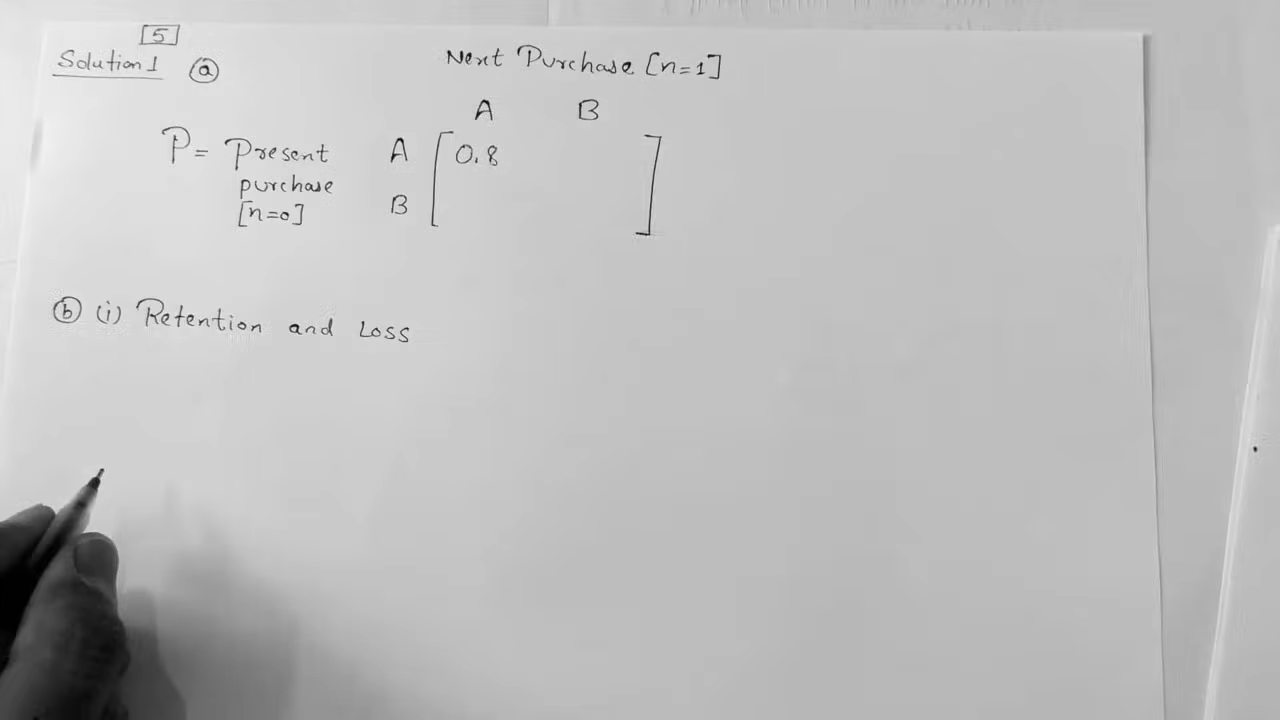 [5]
Solution 1 (a) Next Purchase [n=1]
A B
P = Present A [ 0.8 ]
purchase B
[n=0]
(b) (i) Retention and Loss